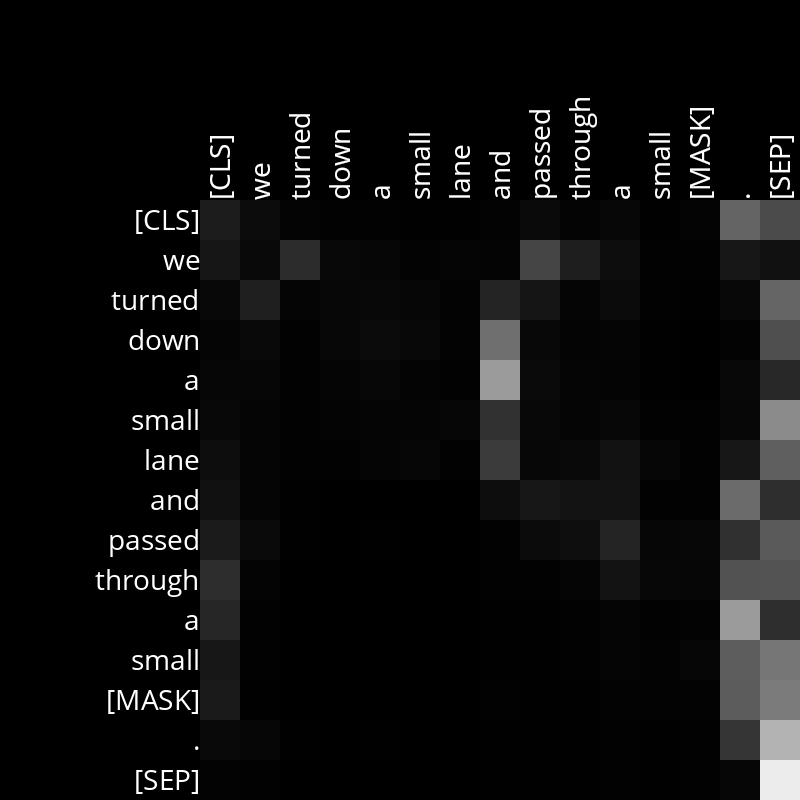 [CLS] we turned down a small lane and passed through a small [MASK] . [SEP]
[CLS]
we
turned
down
a
small
lane
and
passed
through
a
small
[MASK]
.
[SEP]